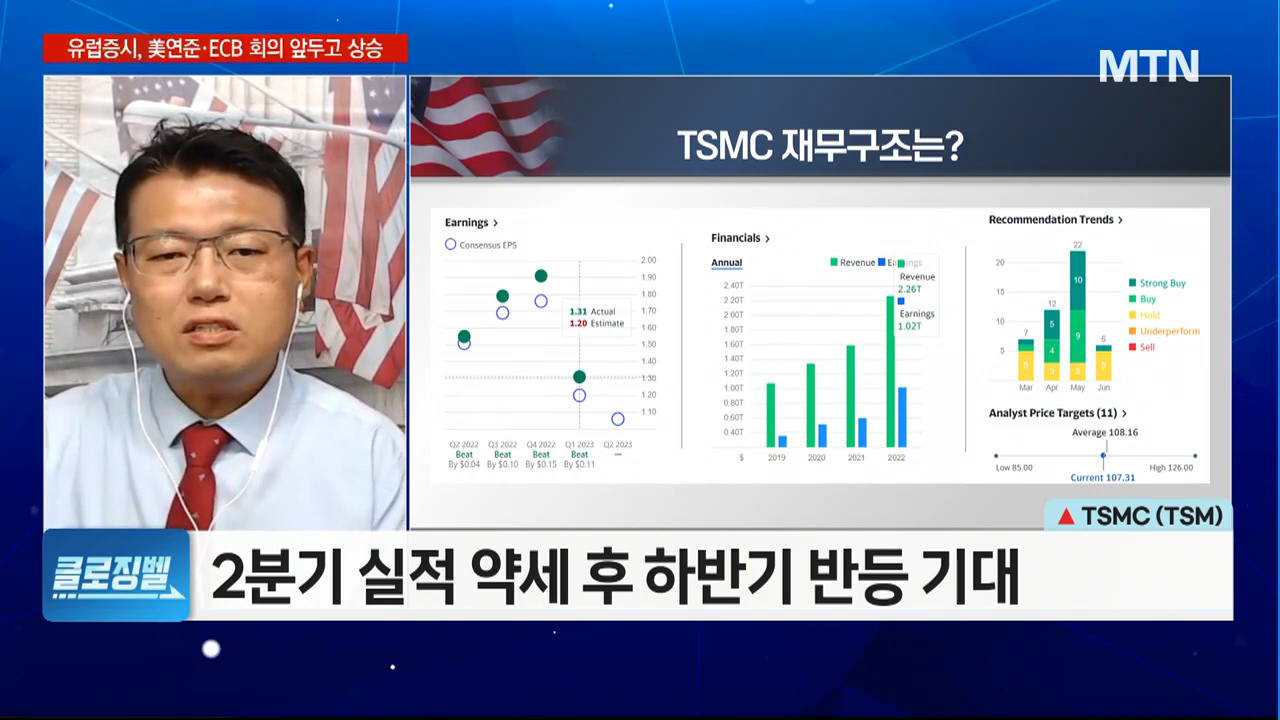 유럽증시, 美연준·ECB 회의 앞두고 상승
MTN
TSMC 재무구조는?
Earnings >
Consensus EPS
2.00
1.90
1.80
1.70
1.60
1.50
1.40
1.30
1.20
1.10
1.31 Actual
1.20 Estimate
Q2 2022 Q3 2022 Q4 2022 Q1 2023 Q2 2023
Beat Beat Beat Beat —
By $0.04 By $0.10 By $0.15 By $0.11
Financials >
Annual
Revenue Earnings
Revenue
2.26T
Earnings
1.02T
2.40T
2.20T
2.00T
1.80T
1.60T
1.40T
1.20T
1.00T
0.80T
0.60T
0.40T
$ 2019 2020 2021 2022
Recommendation Trends >
20
15
10
5
7
12
22
6
5
5
4
3
10
9
3
5
Mar Apr May Jun
Strong Buy
Buy
Hold
Underperform
Sell
Analyst Price Targets (11) >
Average 108.16
Low 85.00 High 126.00
Current 107.31
▲ TSMC (TSM)
클로징벨
2분기 실적 약세 후 하반기 반등 기대